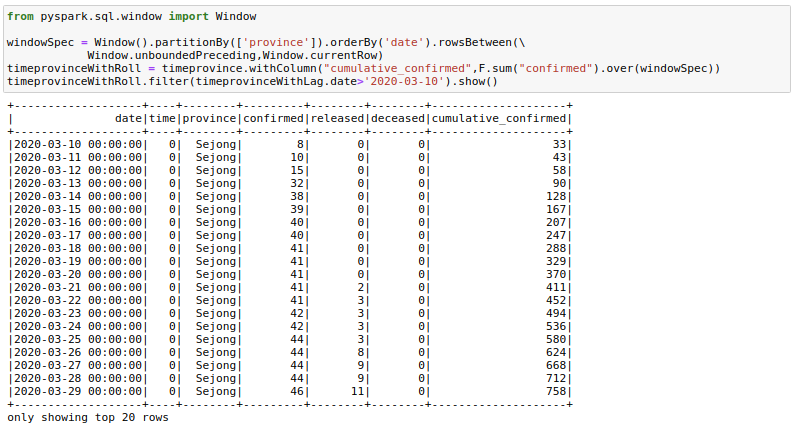 from pyspark.sql.window import Window

windowSpec = Window().partitionBy(['province']).orderBy('date').rowsBetween(\
            Window.unboundedPreceding,Window.currentRow)
timeprovinceWithRoll = timeprovince.withColumn("cumulative_confirmed",F.sum("confirmed").over(windowSpec))
timeprovinceWithRoll.filter(timeprovinceWithLag.date>'2020-03-10').show()
+-------------------+----+--------+---------+--------+--------+--------------------+
|               date|time|province|confirmed|released|deceased|cumulative_confirmed|
+-------------------+----+--------+---------+--------+--------+--------------------+
|2020-03-10 00:00:00|   0|  Sejong|        8|       0|       0|                  33|
|2020-03-11 00:00:00|   0|  Sejong|       10|       0|       0|                  43|
|2020-03-12 00:00:00|   0|  Sejong|       15|       0|       0|                  58|
|2020-03-13 00:00:00|   0|  Sejong|       32|       0|       0|                  90|
|2020-03-14 00:00:00|   0|  Sejong|       38|       0|       0|                 128|
|2020-03-15 00:00:00|   0|  Sejong|       39|       0|       0|                 167|
|2020-03-16 00:00:00|   0|  Sejong|       40|       0|       0|                 207|
|2020-03-17 00:00:00|   0|  Sejong|       40|       0|       0|                 247|
|2020-03-18 00:00:00|   0|  Sejong|       41|       0|       0|                 288|
|2020-03-19 00:00:00|   0|  Sejong|       41|       0|       0|                 329|
|2020-03-20 00:00:00|   0|  Sejong|       41|       0|       0|                 370|
|2020-03-21 00:00:00|   0|  Sejong|       41|       2|       0|                 411|
|2020-03-22 00:00:00|   0|  Sejong|       41|       3|       0|                 452|
|2020-03-23 00:00:00|   0|  Sejong|       42|       3|       0|                 494|
|2020-03-24 00:00:00|   0|  Sejong|       42|       3|       0|                 536|
|2020-03-25 00:00:00|   0|  Sejong|       44|       3|       0|                 580|
|2020-03-26 00:00:00|   0|  Sejong|       44|       8|       0|                 624|
|2020-03-27 00:00:00|   0|  Sejong|       44|       9|       0|                 668|
|2020-03-28 00:00:00|   0|  Sejong|       44|       9|       0|                 712|
|2020-03-29 00:00:00|   0|  Sejong|       46|      11|       0|                 758|
+-------------------+----+--------+---------+--------+--------+--------------------+
only showing top 20 rows